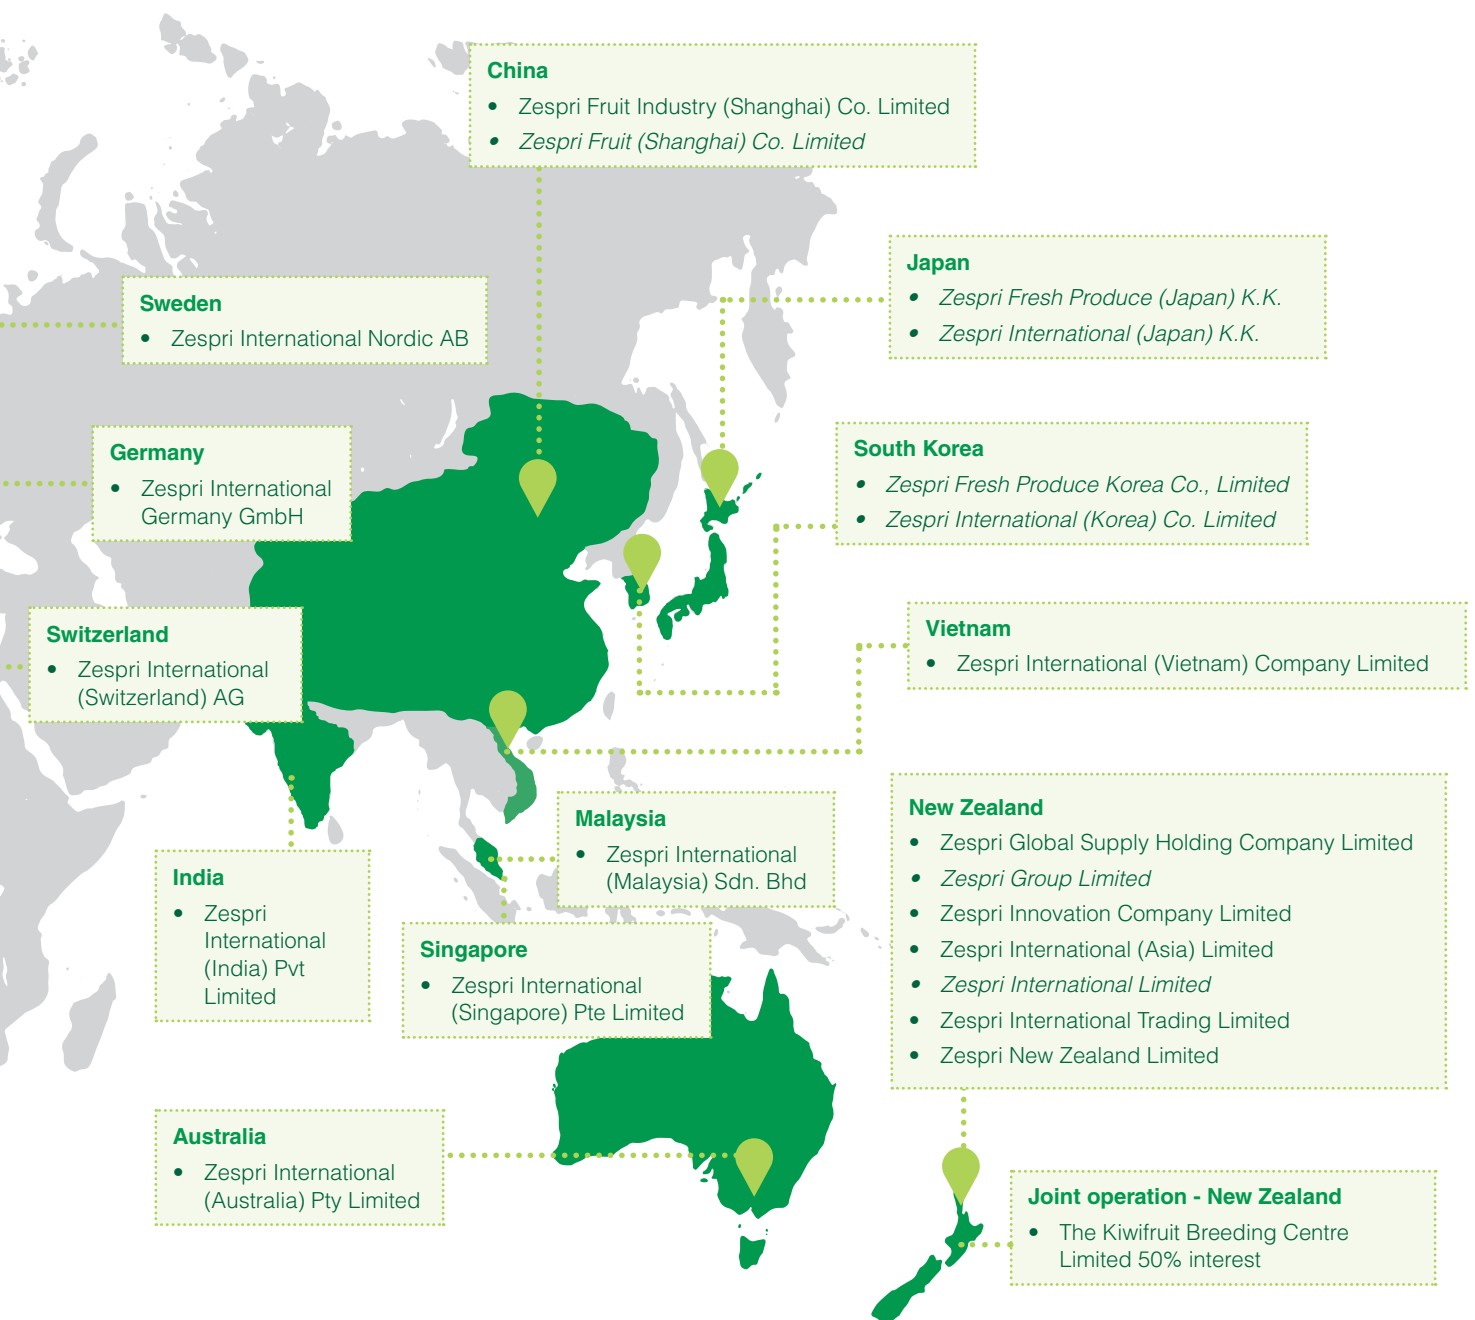 China
• Zespri Fruit Industry (Shanghai) Co. Limited
• Zespri Fruit (Shanghai) Co. Limited
Japan
• Zespri Fresh Produce (Japan) K.K.
• Zespri International (Japan) K.K.
Sweden
• Zespri International Nordic AB
Germany
• Zespri International
Germany GmbH
South Korea
• Zespri Fresh Produce Korea Co., Limited
• Zespri International (Korea) Co. Limited
Switzerland
• Zespri International
(Switzerland) AG
Vietnam
• Zespri International (Vietnam) Company Limited
Malaysia
• Zespri International
(Malaysia) Sdn. Bhd
New Zealand
• Zespri Global Supply Holding Company Limited
• Zespri Group Limited
• Zespri Innovation Company Limited
• Zespri International (Asia) Limited
• Zespri International Limited
• Zespri International Trading Limited
• Zespri New Zealand Limited
India
• Zespri
International
(India) Pvt
Limited
Singapore
• Zespri International
(Singapore) Pte Limited
Australia
• Zespri International
(Australia) Pty Limited
Joint operation - New Zealand
• The Kiwifruit Breeding Centre
Limited 50% interest